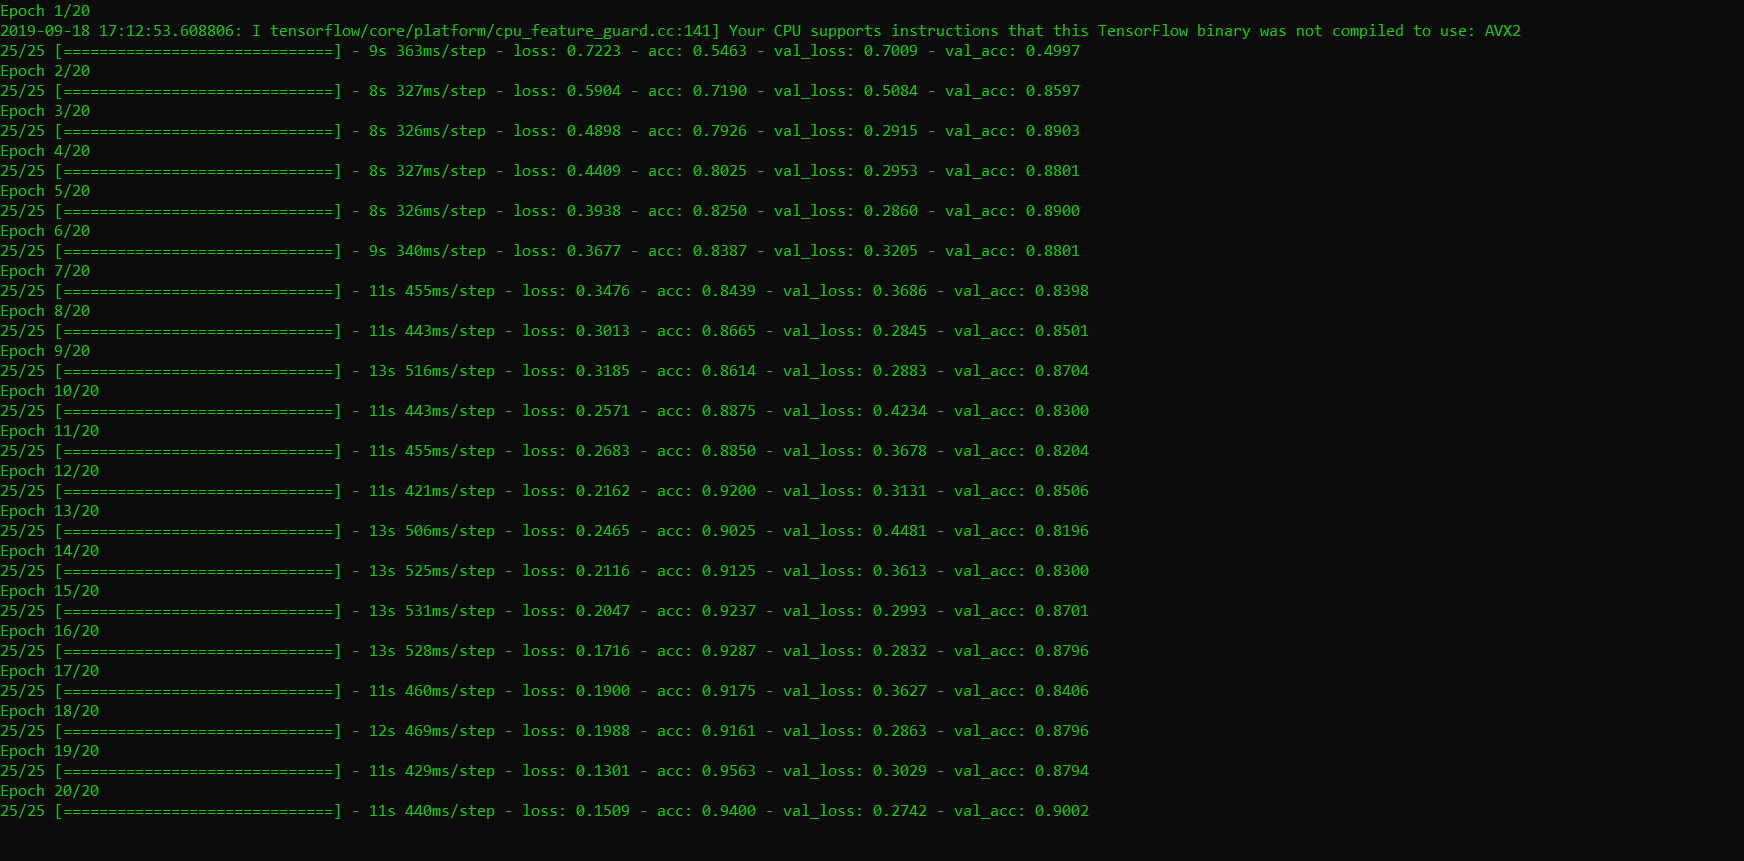 Epoch 1/20
2019-09-18 17:12:53.608806: I tensorflow/core/platform/cpu_feature_guard.cc:141] Your CPU supports instructions that this TensorFlow binary was not compiled to use: AVX2
25/25 [==============================] - 9s 363ms/step - loss: 0.7223 - acc: 0.5463 - val_loss: 0.7009 - val_acc: 0.4997
Epoch 2/20
25/25 [==============================] - 8s 327ms/step - loss: 0.5904 - acc: 0.7190 - val_loss: 0.5084 - val_acc: 0.8597
Epoch 3/20
25/25 [==============================] - 8s 326ms/step - loss: 0.4898 - acc: 0.7926 - val_loss: 0.2915 - val_acc: 0.8903
Epoch 4/20
25/25 [==============================] - 8s 327ms/step - loss: 0.4409 - acc: 0.8025 - val_loss: 0.2953 - val_acc: 0.8801
Epoch 5/20
25/25 [==============================] - 8s 326ms/step - loss: 0.3938 - acc: 0.8250 - val_loss: 0.2860 - val_acc: 0.8900
Epoch 6/20
25/25 [==============================] - 9s 340ms/step - loss: 0.3677 - acc: 0.8387 - val_loss: 0.3205 - val_acc: 0.8801
Epoch 7/20
25/25 [==============================] - 11s 455ms/step - loss: 0.3476 - acc: 0.8439 - val_loss: 0.3686 - val_acc: 0.8398
Epoch 8/20
25/25 [==============================] - 11s 443ms/step - loss: 0.3013 - acc: 0.8665 - val_loss: 0.2845 - val_acc: 0.8501
Epoch 9/20
25/25 [==============================] - 13s 516ms/step - loss: 0.3185 - acc: 0.8614 - val_loss: 0.2883 - val_acc: 0.8704
Epoch 10/20
25/25 [==============================] - 11s 443ms/step - loss: 0.2571 - acc: 0.8875 - val_loss: 0.4234 - val_acc: 0.8300
Epoch 11/20
25/25 [==============================] - 11s 455ms/step - loss: 0.2683 - acc: 0.8850 - val_loss: 0.3678 - val_acc: 0.8204
Epoch 12/20
25/25 [==============================] - 11s 421ms/step - loss: 0.2162 - acc: 0.9200 - val_loss: 0.3131 - val_acc: 0.8506
Epoch 13/20
25/25 [==============================] - 13s 506ms/step - loss: 0.2465 - acc: 0.9025 - val_loss: 0.4481 - val_acc: 0.8196
Epoch 14/20
25/25 [==============================] - 13s 525ms/step - loss: 0.2116 - acc: 0.9125 - val_loss: 0.3613 - val_acc: 0.8300
Epoch 15/20
25/25 [==============================] - 13s 531ms/step - loss: 0.2047 - acc: 0.9237 - val_loss: 0.2993 - val_acc: 0.8701
Epoch 16/20
25/25 [==============================] - 13s 528ms/step - loss: 0.1716 - acc: 0.9287 - val_loss: 0.2832 - val_acc: 0.8796
Epoch 17/20
25/25 [==============================] - 11s 460ms/step - loss: 0.1900 - acc: 0.9175 - val_loss: 0.3627 - val_acc: 0.8406
Epoch 18/20
25/25 [==============================] - 12s 469ms/step - loss: 0.1988 - acc: 0.9161 - val_loss: 0.2863 - val_acc: 0.8796
Epoch 19/20
25/25 [==============================] - 11s 429ms/step - loss: 0.1301 - acc: 0.9563 - val_loss: 0.3029 - val_acc: 0.8794
Epoch 20/20
25/25 [==============================] - 11s 440ms/step - loss: 0.1509 - acc: 0.9400 - val_loss: 0.2742 - val_acc: 0.9002